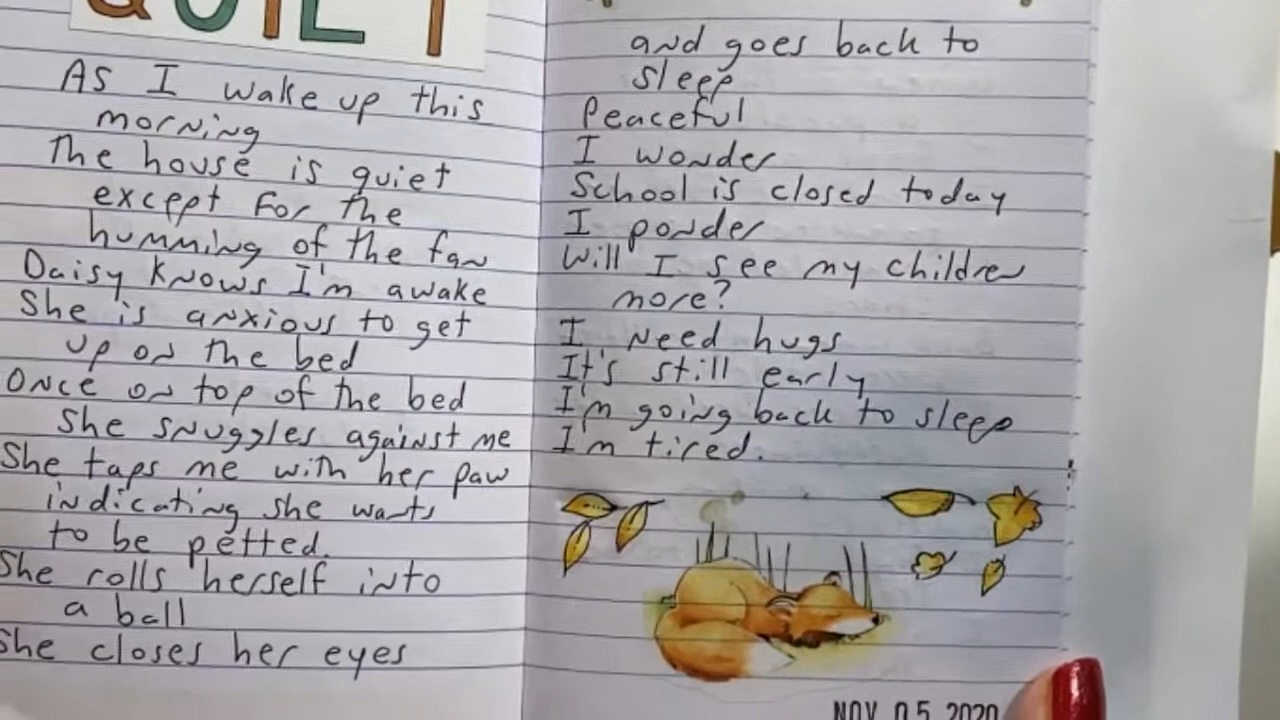 QUIET
As I wake up this
morning
The house is quiet
except for the
humming of the fan
Daisy knows I'm awake
She is anxious to get
up on the bed
Once on top of the bed
She snuggles against me
She taps me with her paw
indicating she wants
to be petted.
She rolls herself into
a ball
She closes her eyes
and goes back to
sleep
Peaceful
I wonder
School is closed today
I ponder
Will I see my children
more?
I need hugs
It's still early
I'm going back to sleep
I'm tired.
NOV 05 2020